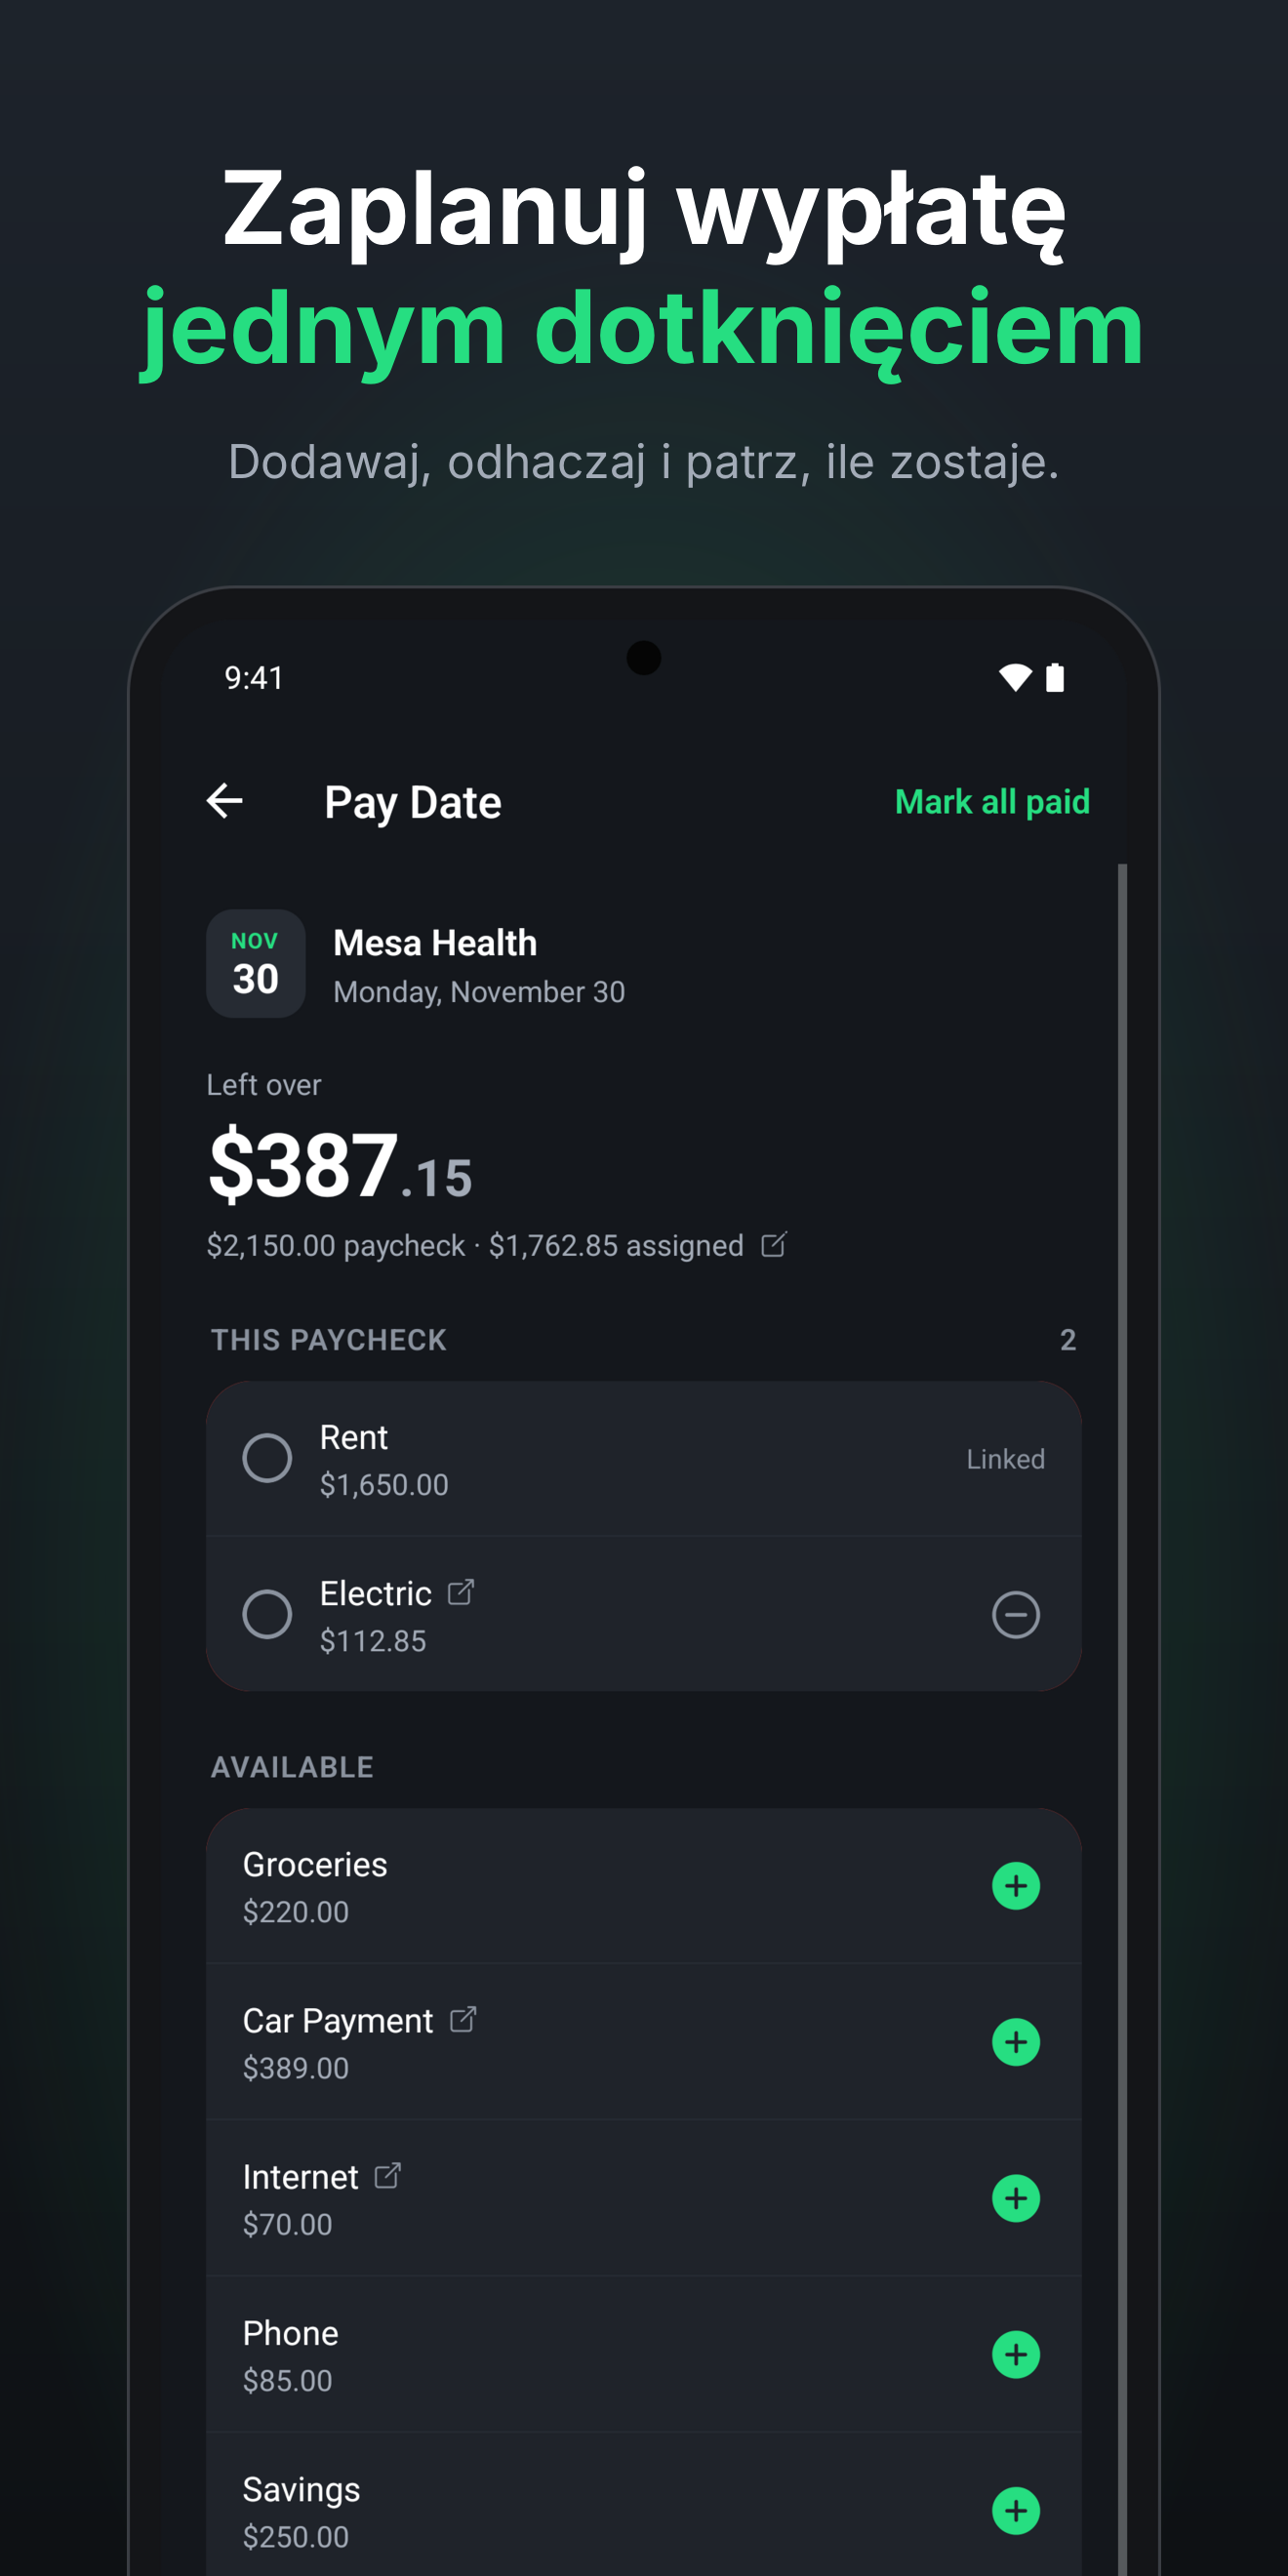 Zaplanuj wypłatę
jednym dotknięciem
Dodawaj, odhaczaj i patrz, ile zostaje.
9:41
Pay Date
Mark all paid
NOV
30
Mesa Health
Monday, November 30
Left over
$387.15
$2,150.00 paycheck · $1,762.85 assigned
THIS PAYCHECK
2
Rent
$1,650.00
Linked
Electric
$112.85
AVAILABLE
Groceries
$220.00
Car Payment
$389.00
Internet
$70.00
Phone
$85.00
Savings
$250.00